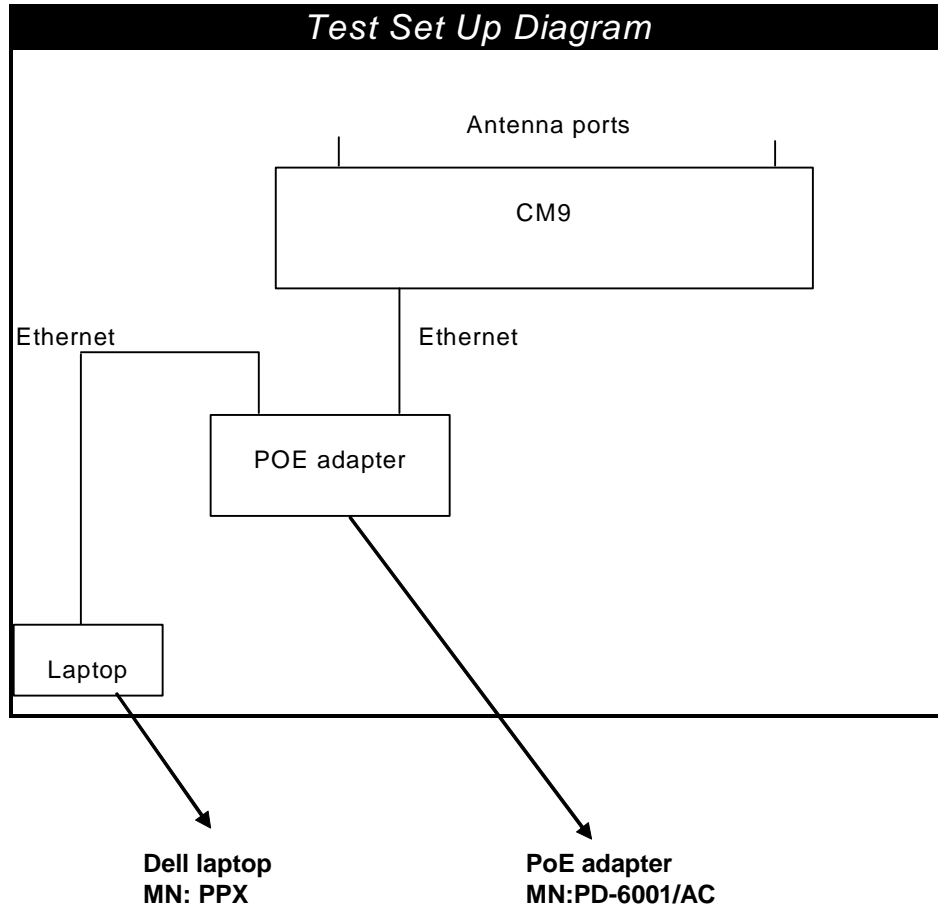 Test Set Up Diagram
Antenna ports
CM9
Ethernet
Ethernet
POE adapter
Laptop
Dell laptop
MN: PPX
PoE adapter
MN:PD-6001/AC